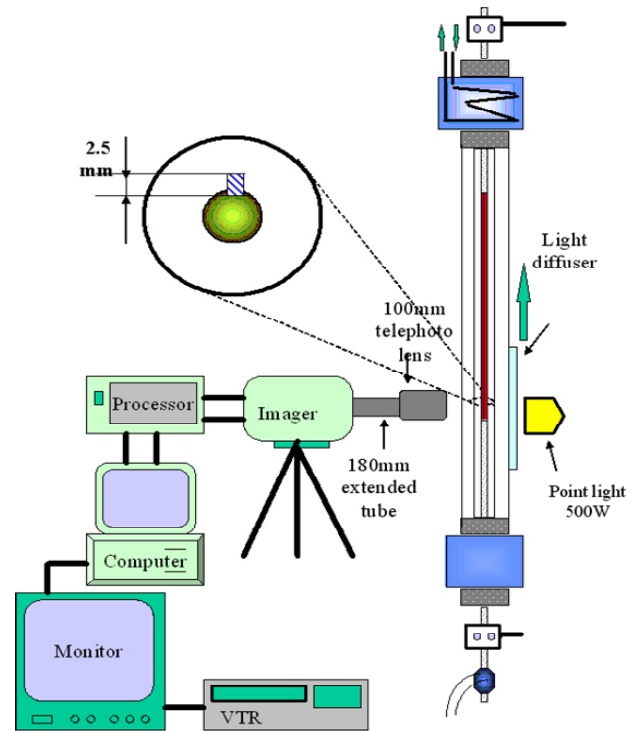 2.5
mm
Light
diffuser
100mm
telephoto
lens
Processor
Imager
180mm
extended
tube
Point light
500W
Computer
Monitor
VTR